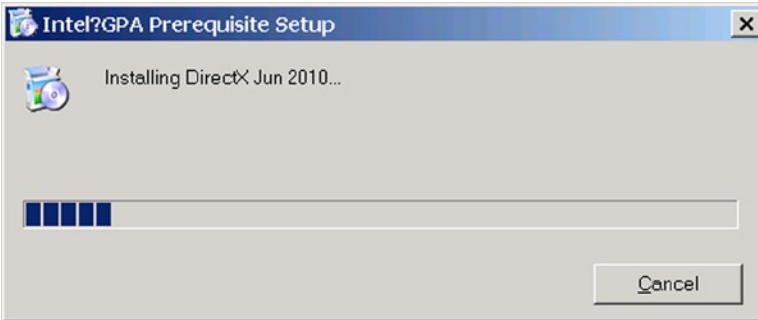 Intel?GPA Prerequisite Setup
Installing DirectX Jun 2010...
Cancel